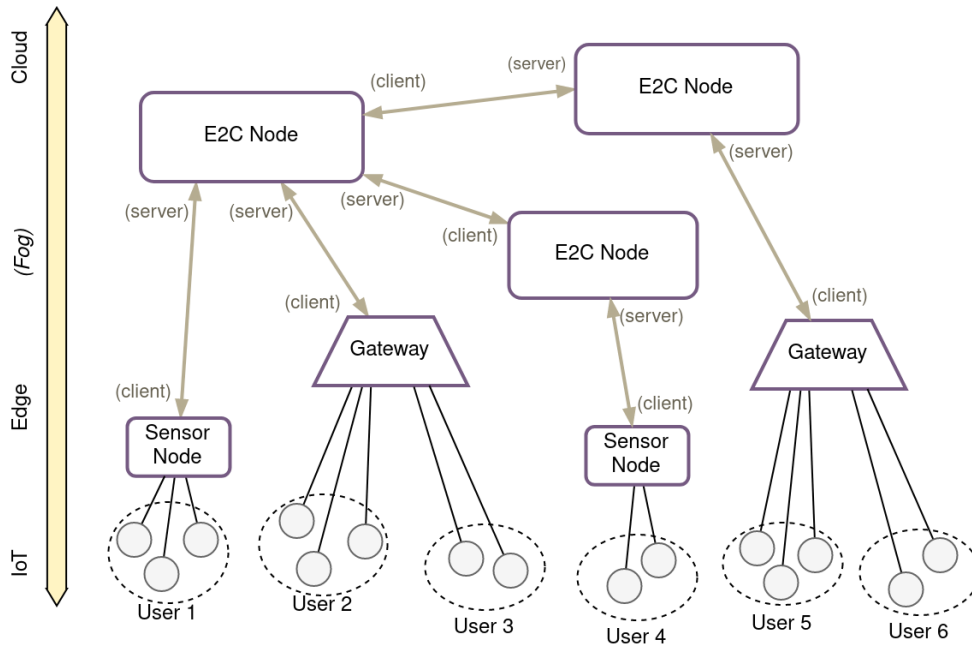 Cloud
(Fog)
Edge
IoT
(client)
(server)
E2C Node
E2C Node
(server)
(server)
(server)
(server)
(client)
E2C Node
(client)
(client)
(server)
Gateway
Gateway
(client)
(client)
Sensor
Node
Sensor
Node
User 1
User 2
User 3
User 4
User 5
User 6